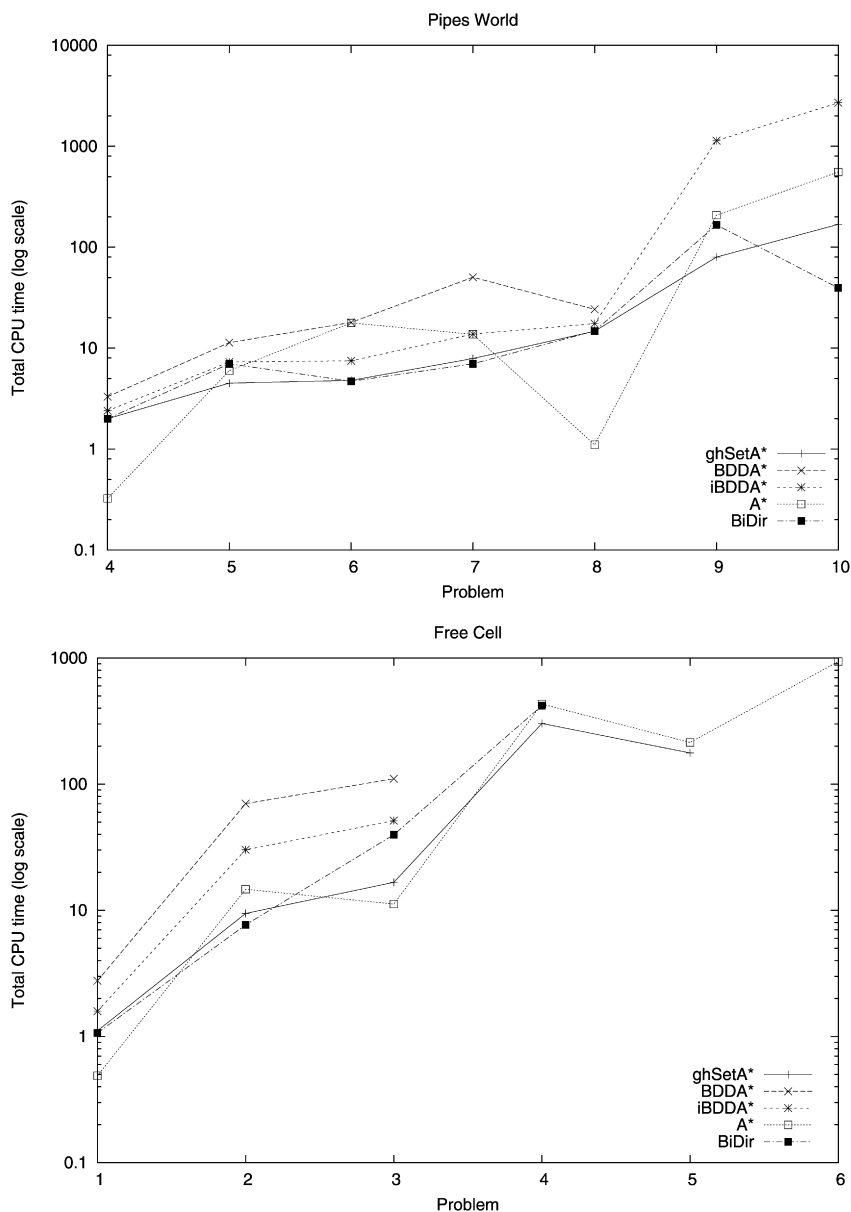 Pipes World
10000
1000
100
10
1
0.1
Total CPU time (log scale)
ghSetA*
BDDA*
iBDDA*
A*
BiDir
4 5 6 7 8 9 10
Problem
Free Cell
1000
100
10
1
0.1
Total CPU time (log scale)
ghSetA*
BDDA*
iBDDA*
A*
BiDir
1 2 3 4 5 6
Problem